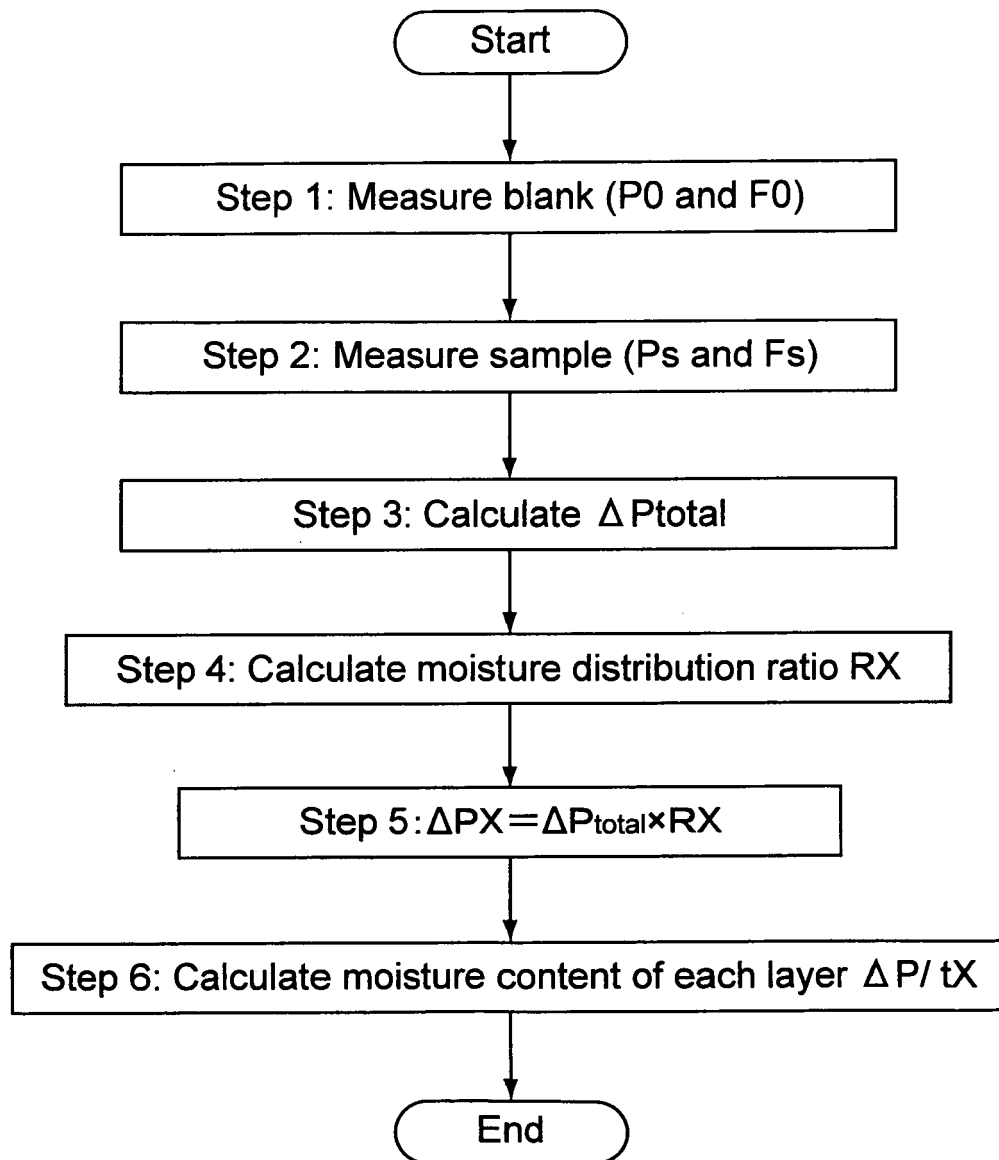 Start
Step 1: Measure blank (P0 and F0)
Step 2: Measure sample (Ps and Fs)
Step 3: Calculate ΔPtotal
Step 4: Calculate moisture distribution ratio RX
Step 5:ΔPX=ΔPtotal×RX
Step 6: Calculate moisture content of each layer ΔP/ tX
End